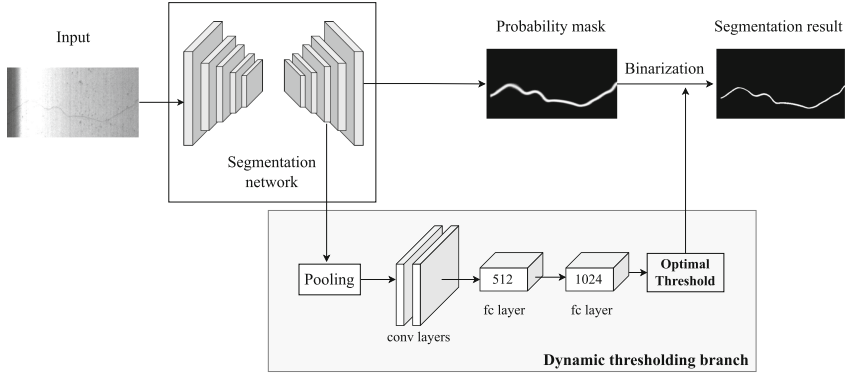 Input
Segmentation
network
Probability mask
Binarization
Segmentation result
Pooling
conv layers
512
fc layer
1024
fc layer
Optimal
Threshold
Dynamic thresholding branch